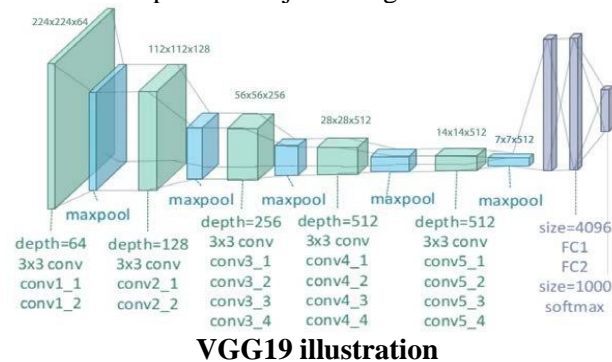 224x224x64
112x112x128
56x56x256
28x28x512
14x14x512
7x7x512
maxpool
maxpool
maxpool
maxpool
maxpool
depth=64
3x3 conv
conv1_1
conv1_2
depth=128
3x3 conv
conv2_1
conv2_2
depth=256
3x3 conv
conv3_1
conv3_2
conv3_3
conv3_4
depth=512
3x3 conv
conv4_1
conv4_2
conv4_3
conv4_4
depth=512
3x3 conv
conv5_1
conv5_2
conv5_3
conv5_4
size=4096
FC1
FC2
size=1000
softmax
VGG19 illustration